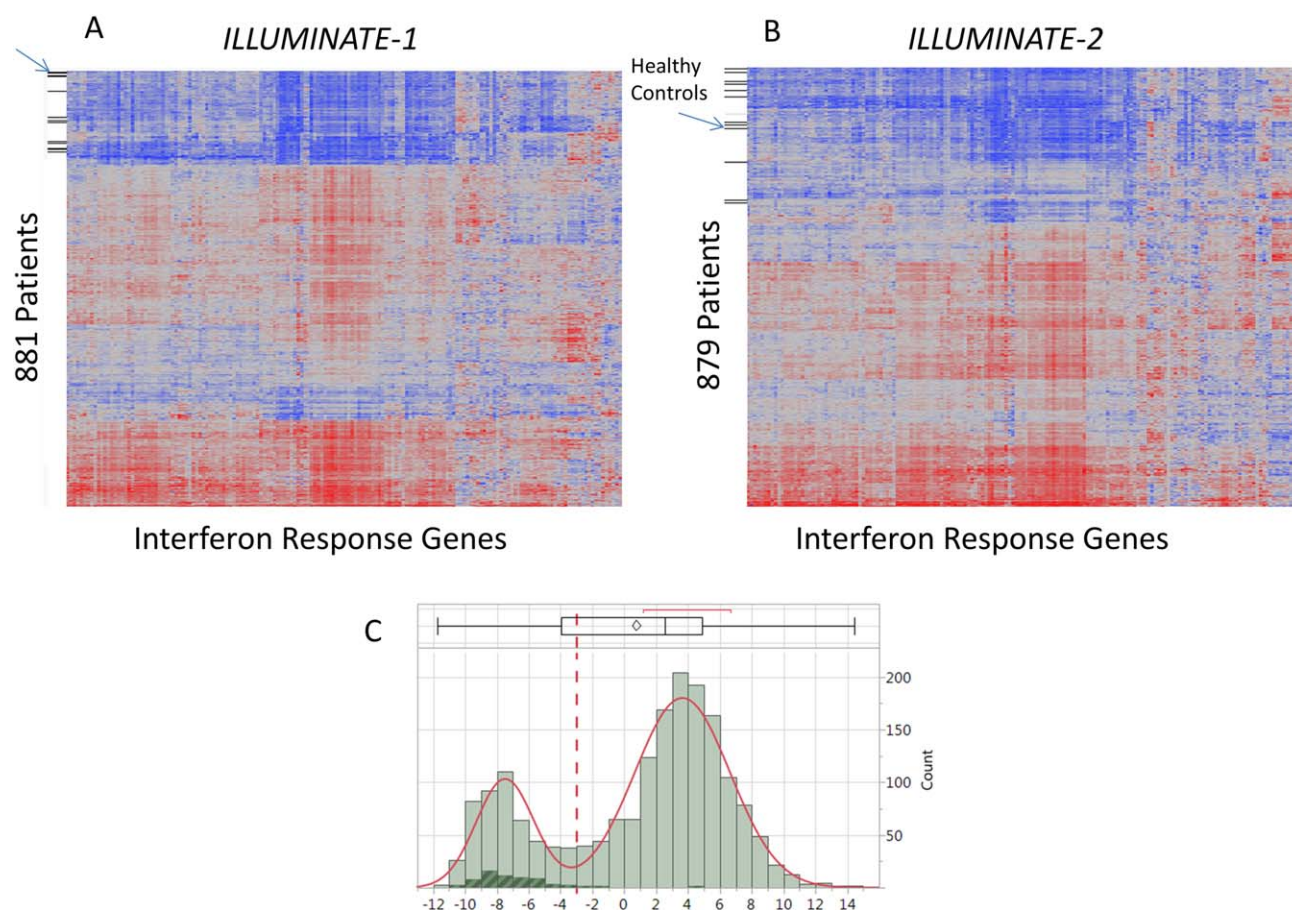 A
ILLUMINATE-1
B
ILLUMINATE-2
Healthy
Controls
881 Patients
879 Patients
Interferon Response Genes
Interferon Response Genes
C
200
150
100
50
Count
-12 -10 -8 -6 -4 -2 0 2 4 6 8 10 12 14